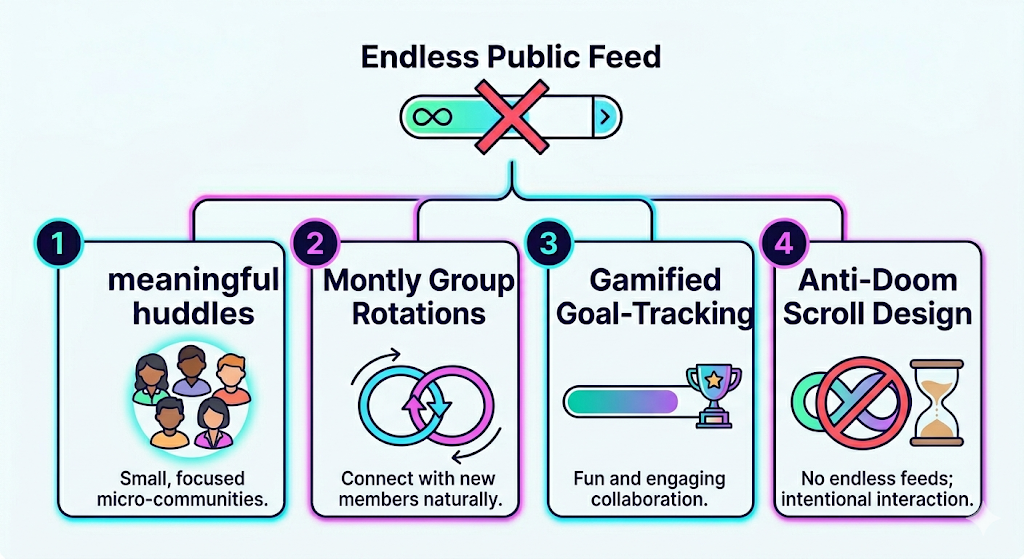 Endless Public Feed
1
meaningful
huddles
Small, focused
micro-communities.
2
Montly Group
Rotations
Connect with new
members naturally.
3
Gamified
Goal-Tracking
Fun and engaging
collaboration.
4
Anti-Doom
Scroll Design
No endless feeds;
intentional interaction.